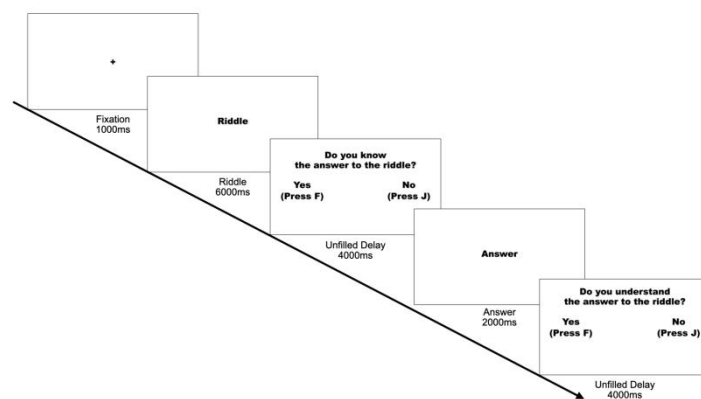 +
Fixation
1000ms
Riddle
Riddle
6000ms
Do you know
the answer to the riddle?
Yes No
(Press F) (Press J)
Unfilled Delay
4000ms
Answer
Answer
2000ms
Do you understand
the answer to the riddle?
Yes No
(Press F) (Press J)
Unfilled Delay
4000ms